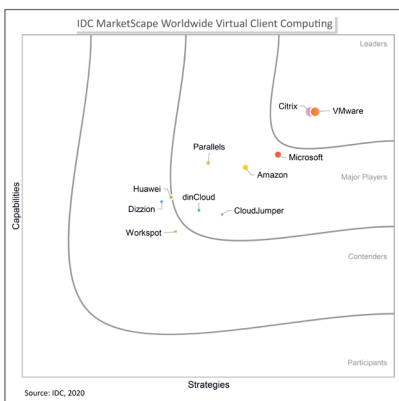 IDC MarketScape Worldwide Virtual Client Computing
Leaders
Citrix
VMware
Parallels
Microsoft
Amazon
Major Players
Huawei
dinCloud
Dizzion
CloudJumper
Workspot
Contenders
Participants
Capabilities
Strategies
Source: IDC, 2020